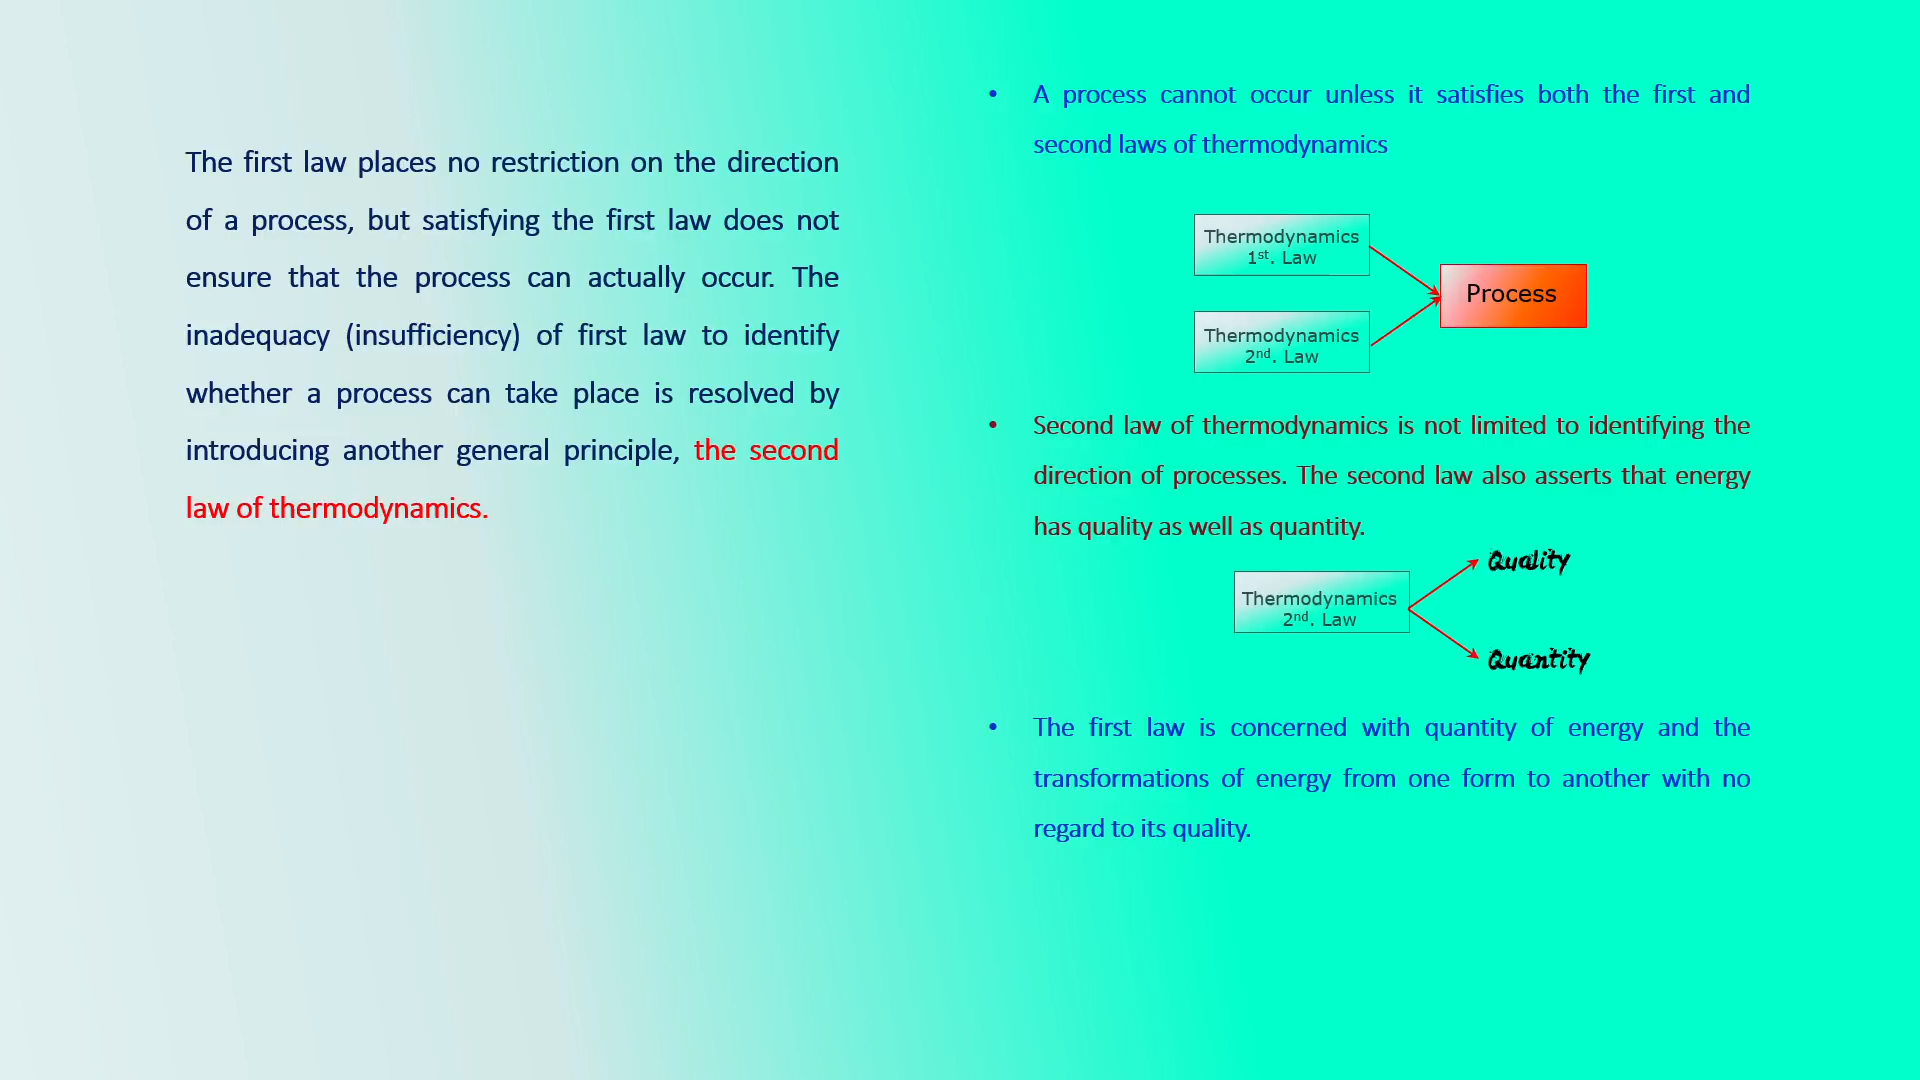 The first law places no restriction on the direction
of a process, but satisfying the first law does not
ensure that the process can actually occur. The
inadequacy (insufficiency) of first law to identify
whether a process can take place is resolved by
introducing another general principle, the second
law of thermodynamics.
• A process cannot occur unless it satisfies both the first and
second laws of thermodynamics
Thermodynamics
1st. Law
Process
Thermodynamics
2nd. Law
• Second law of thermodynamics is not limited to identifying the
direction of processes. The second law also asserts that energy
has quality as well as quantity.
Quality
Thermodynamics
2nd. Law
Quantity
• The first law is concerned with quantity of energy and the
transformations of energy from one form to another with no
regard to its quality.